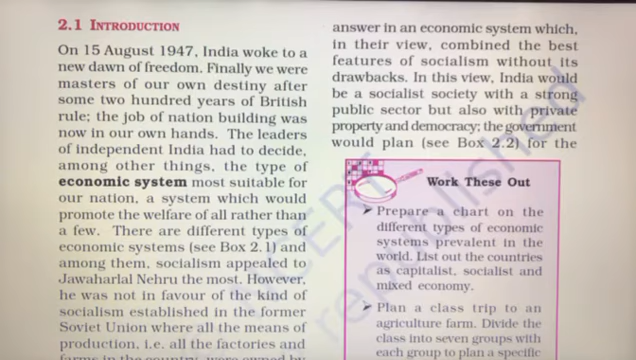 2.1 INTRODUCTION
On 15 August 1947, India woke to a
new dawn of freedom. Finally we were
masters of our own destiny after
some two hundred years of British
rule; the job of nation building was
now in our own hands. The leaders
of independent India had to decide,
among other things, the type of
economic system most suitable for
our nation, a system which would
promote the welfare of all rather than
a few. There are different types of
economic systems (see Box 2.1) and
among them, socialism appealed to
Jawaharlal Nehru the most. However,
he was not in favour of the kind of
socialism established in the former
Soviet Union where all the means of
production, i.e. all the factories and
farms in the country, were owned by
answer in an economic system which,
in their view, combined the best
features of socialism without its
drawbacks. In this view, India would
be a socialist society with a strong
public sector but also with private
property and democracy; the government
would plan (see Box 2.2) for the
Work These Out
➤ Prepare a chart on the
different types of economic
systems prevalent in the
world. List out the countries
as capitalist, socialist and
mixed economy.
➤ Plan a class trip to an
agriculture farm. Divide the
class into seven groups with
each group to plan a specific